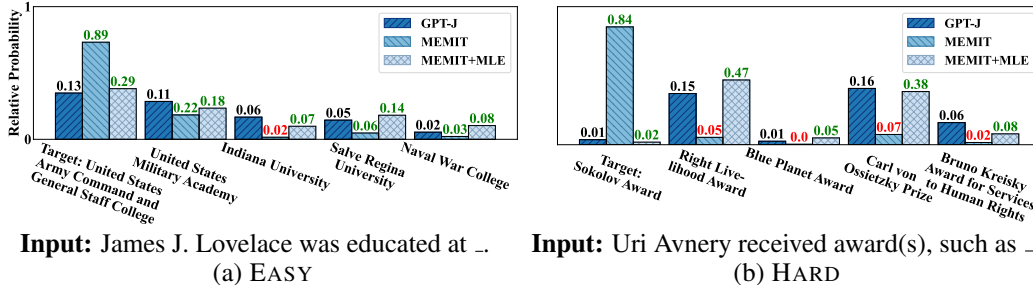 Relative Probability
1
0
0.13
0.89
0.29
0.11
0.22
0.18
0.06
0.02
0.07
0.05
0.06
0.14
0.02
0.03
0.08
GPT-J
MEMIT
MEMIT+MLE
Target: United States
Army Command and
General Staff College
United States
Military Academy
Indiana University
Salve Regina
University
Naval War College
Input: James J. Lovelace was educated at _.
(a) EASY
0.01
0.84
0.02
0.15
0.05
0.47
0.01
0.0
0.05
0.16
0.07
0.38
0.06
0.02
0.08
GPT-J
MEMIT
MEMIT+MLE
Target:
Sokolov Award
Right Live-
lihood Award
Blue Planet Award
Carl von
Ossietzky Prize
Bruno Kreisky
Award for Services
to Human Rights
Input: Uri Avnery received award(s), such as _
(b) HARD